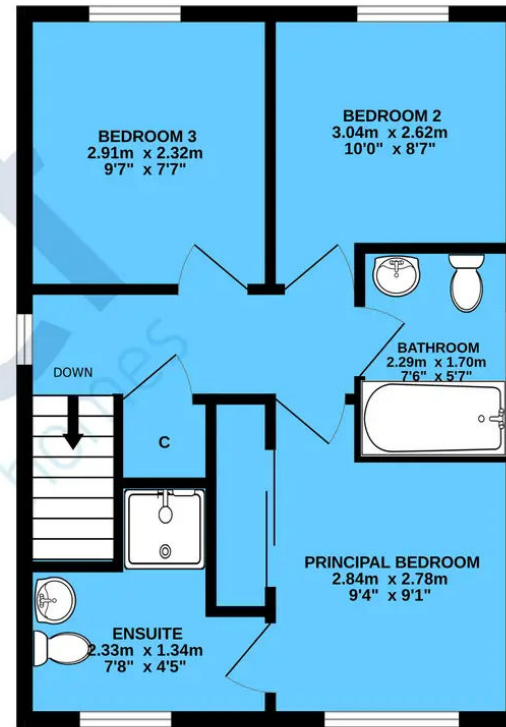 BEDROOM 3
2.91m x 2.32m
9'7" x 7'7"
BEDROOM 2
3.04m x 2.62m
10'0" x 8'7"
BATHROOM
2.29m x 1.70m
7'6" x 5'7"
DOWN
C
PRINCIPAL BEDROOM
2.84m x 2.78m
9'4" x 9'1"
ENSUITE
2.33m x 1.34m
7'8" x 4'5"
homes